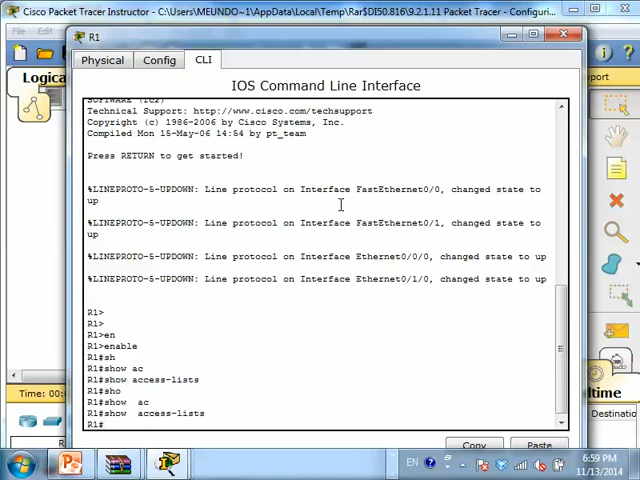 Cisco Packet Tracer Instructor - C:\Users\MEUNDO~1\AppData\Local\Temp\Rar$DI50.816\9.2.1.11 Packet Tracer - Configuri...
File
R1
Logica
Physical
Config
CLI
port
IOS Command Line Interface
Technical Support: http://www.cisco.com/techsupport
Copyright (c) 1986-2006 by Cisco Systems, Inc.
Compiled Mon 15-May-06 14:54 by pt_team
Press RETURN to get started!
%LINEPROTO-5-UPDOWN: Line protocol on Interface FastEthernet0/0, changed state to
up
%LINEPROTO-5-UPDOWN: Line protocol on Interface FastEthernet0/1, changed state to
up
%LINEPROTO-5-UPDOWN: Line protocol on Interface Ethernet0/0/0, changed state to up
%LINEPROTO-5-UPDOWN: Line protocol on Interface Ethernet0/1/0, changed state to up
R1>
R1>
R1>en
R1>enable
R1#sh
R1#show ac
R1#show access-lists
R1#sho
R1#show  ac
R1#show  access-lists
R1#
Time: 00:0
ltime
Destinatio
Copy
Paste
EN
6:59 PM
11/13/2014